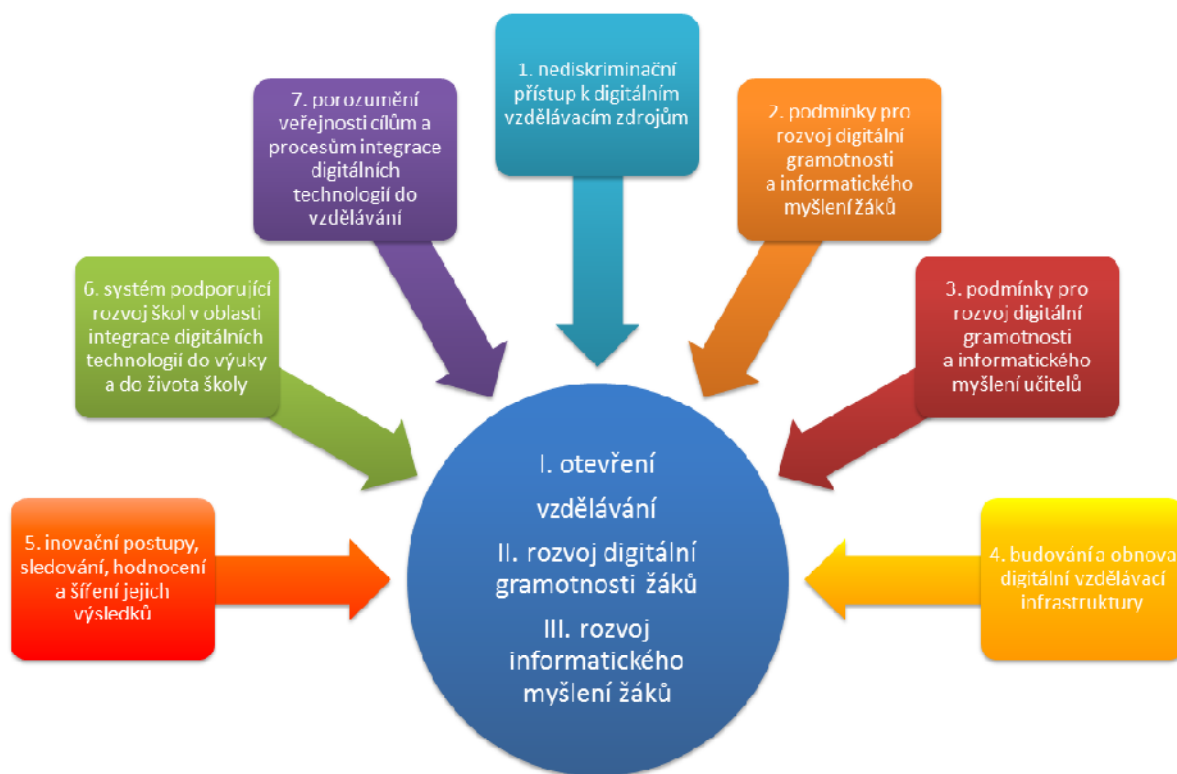 1. nediskriminační
přístup k digitálním
vzdělávacím zdrojům
2. podmínky pro
rozvoj digitální
gramotnosti
a informatického
myšlení žáků
3. podmínky pro
rozvoj digitální
gramotnosti
a informatického
myšlení učitelů
4. budování a obnova
digitální vzdělávací
infrastruktury
5. inovační postupy,
sledování, hodnocení
a šíření jejich
výsledků
6. systém podporující
rozvoj škol v oblasti
integrace digitálních
technologií do výuky
a do života školy
7. porozumění
veřejnosti cílům a
procesům integrace
digitálních
technologií do
vzdělávání
I. otevření
vzdělávání
II. rozvoj digitální
gramotnosti žáků
III. rozvoj
informatického
myšlení žáků